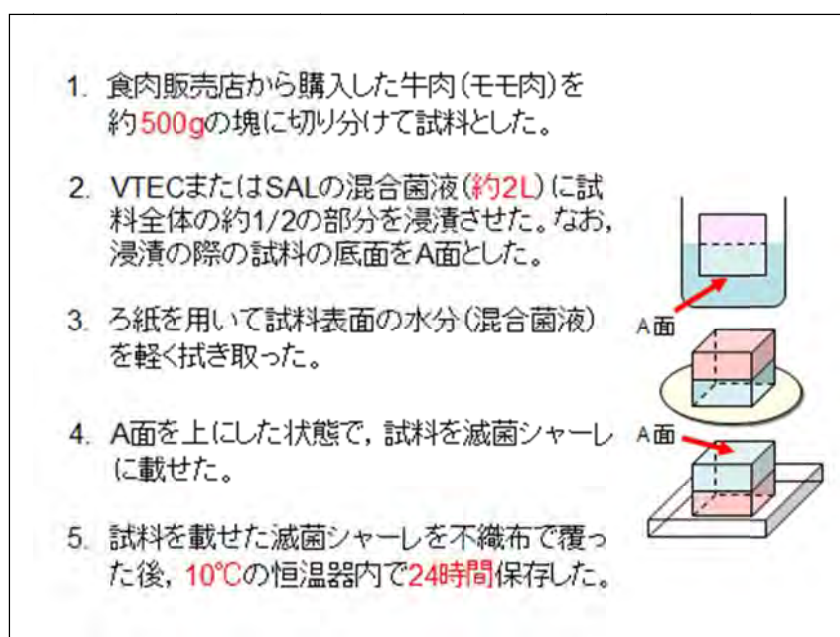 1. 食肉販売店から購入した牛肉(モモ肉)を
約500gの塊に切り分けて試料とした。
2. VTECまたはSALの混合菌液(約2L)に試
料全体の約1/2の部分を浸漬させた。なお,
浸漬の際の試料の底面をA面とした。
3. ろ紙を用いて試料表面の水分(混合菌液)
を軽く拭き取った。
4. A面を上にした状態で,試料を滅菌シャーレ
に載せた。
5. 試料を載せた滅菌シャーレを不織布で覆っ
た後,10℃の恒温器内で24時間保存した。
A面
A面